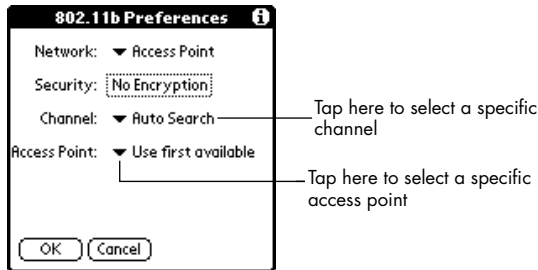 802.11b Preferences i
Network: Access Point
Security: No Encryption
Channel: Auto Search
Tap here to select a specific
channel
Access Point: Use first available
Tap here to select a specific
access point
OK Cancel